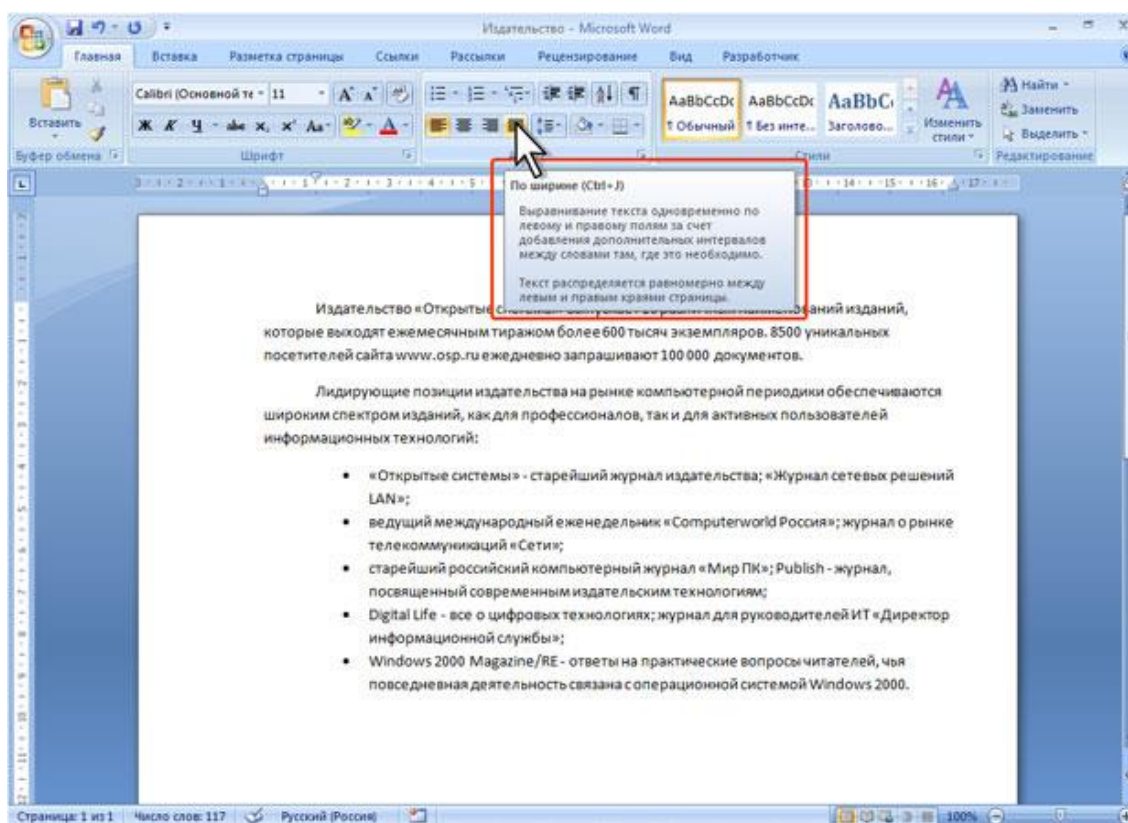 Издательство - Microsoft Word
Главная Вставка Разметка страницы Ссылки Рассылки Рецензирование Вид Разработчик
Вставить
Calibri (Основной те 11
Ж К Ч abc x, x² Aa
AaBbCcDc AaBbCcDc AaBbCc
¶ Обычный ¶ Без инте... Заголово...
Изменить стили
Найти
Заменить
Выделить
Буфер обмена Шрифт Стили Редактирование
По ширине (Ctrl+J)
Выравнивание текста одновременно по
левому и правому полям за счет
добавления дополнительных интервалов
между словами там, где это необходимо.
Текст распределяется равномерно между
левым и правым краями страницы.
Издательство «Открытые изданий,
которые выходят ежемесячным тиражом более 600 тысяч экземпляров. 8500 уникальных
посетителей сайта www.osp.ru ежедневно запрашивают 100 000 документов.
Лидирующие позиции издательства на рынке компьютерной периодики обеспечиваются
широким спектром изданий, как для профессионалов, так и для активных пользователей
информационных технологий:
• «Открытые системы» - старейший журнал издательства; «Журнал сетевых решений
LAN»;
• ведущий международный еженедельник «Computerworld Россия»; журнал о рынке
телекоммуникаций «Сети»;
• старейший российский компьютерный журнал «Мир ПК»; Publish - журнал,
посвященный современным издательским технологиям;
• Digital Life - все о цифровых технологиях; журнал для руководителей ИТ «Директор
информационной службы»;
• Windows 2000 Magazine/RE - ответы на практические вопросы читателей, чья
повседневная деятельность связана с операционной системой Windows 2000.
Страница: 1 из 1 Число слов: 117 Русский (Россия) 100%